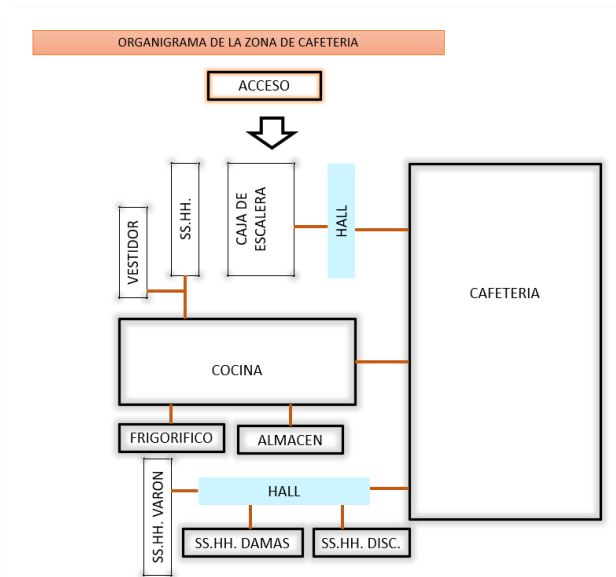 ORGANIGRAMA DE LA ZONA DE CAFETERIA
ACCESO
SS.HH.
CAJA DE
ESCALERA
HALL
VESTIDOR
CAFETERIA
COCINA
FRIGORIFICO
ALMACEN
SS.HH. VARON
HALL
SS.HH. DAMAS
SS.HH. DISC.